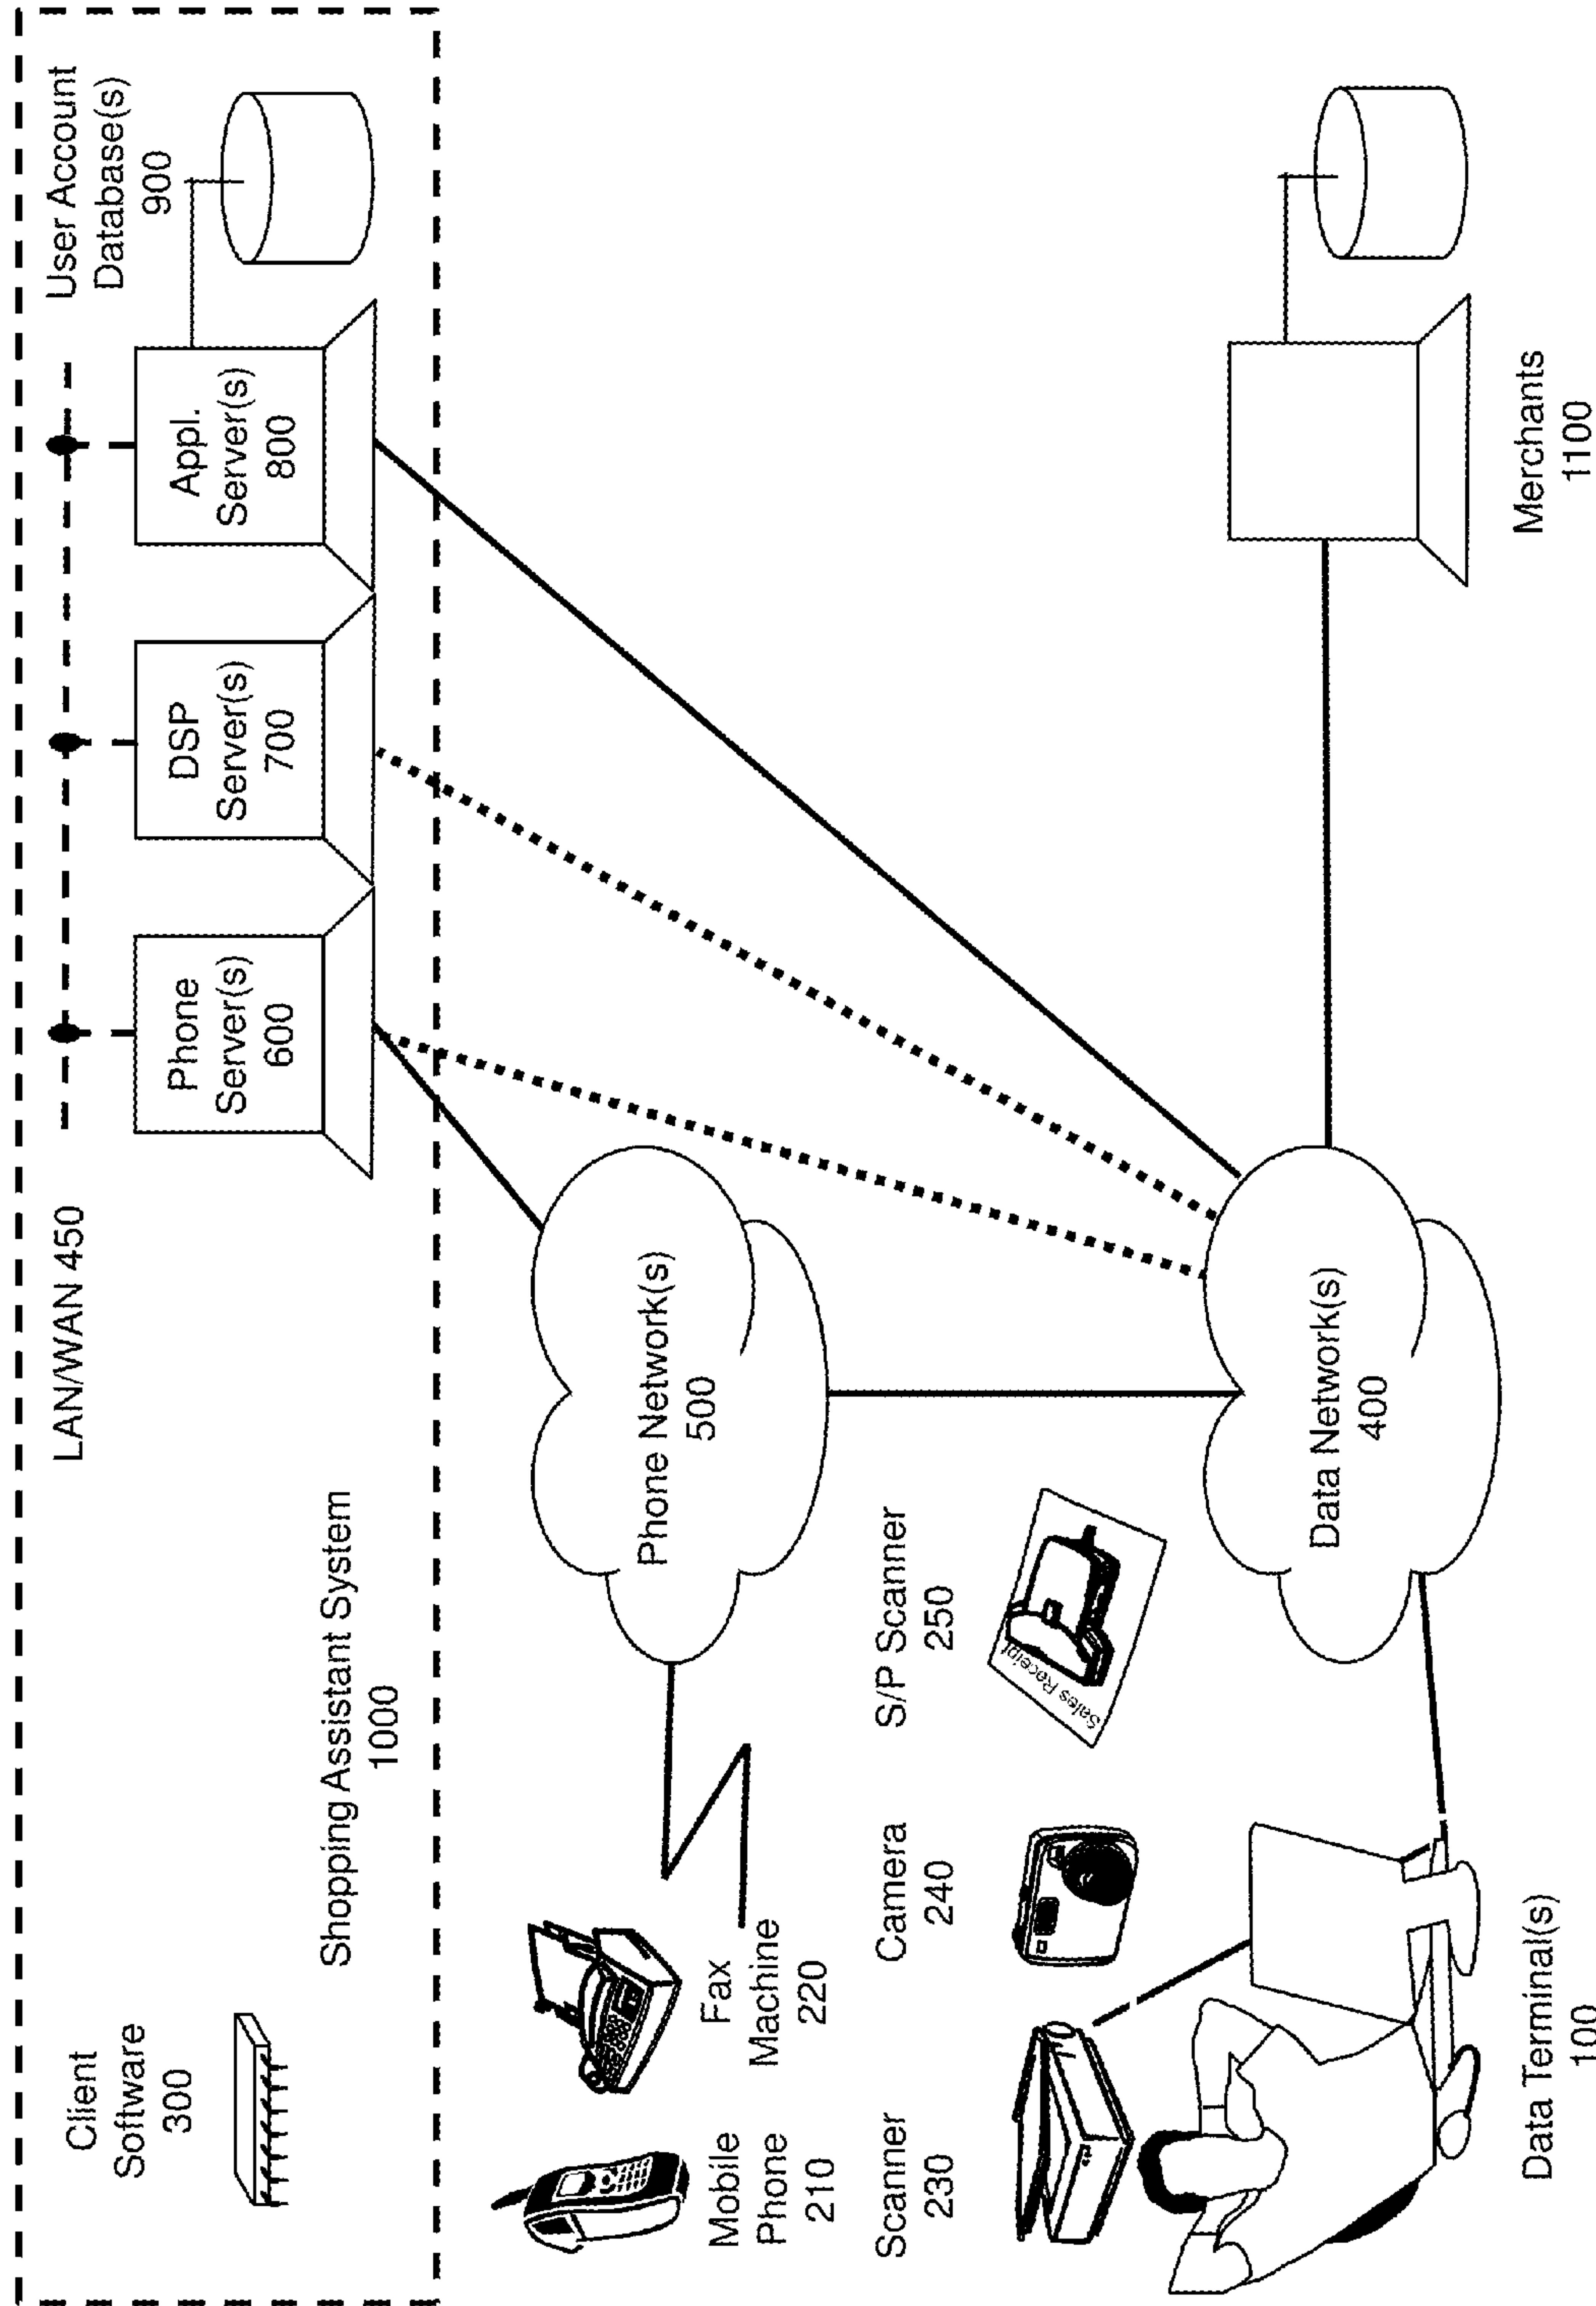 Client
Software
300
LAN/WAN 450
User Account
Database(s)
900
Phone
Server(s)
600
DSP
Server(s)
700
Appl.
Server(s)
800
Shopping Assistant System
1000
Mobile
Phone
210
Fax
Machine
220
Phone Network(s)
500
Scanner
230
Camera
240
S/P Scanner
250
Sales Receipt
Data Network(s)
400
Data Terminal(s)
100
Merchants
1100